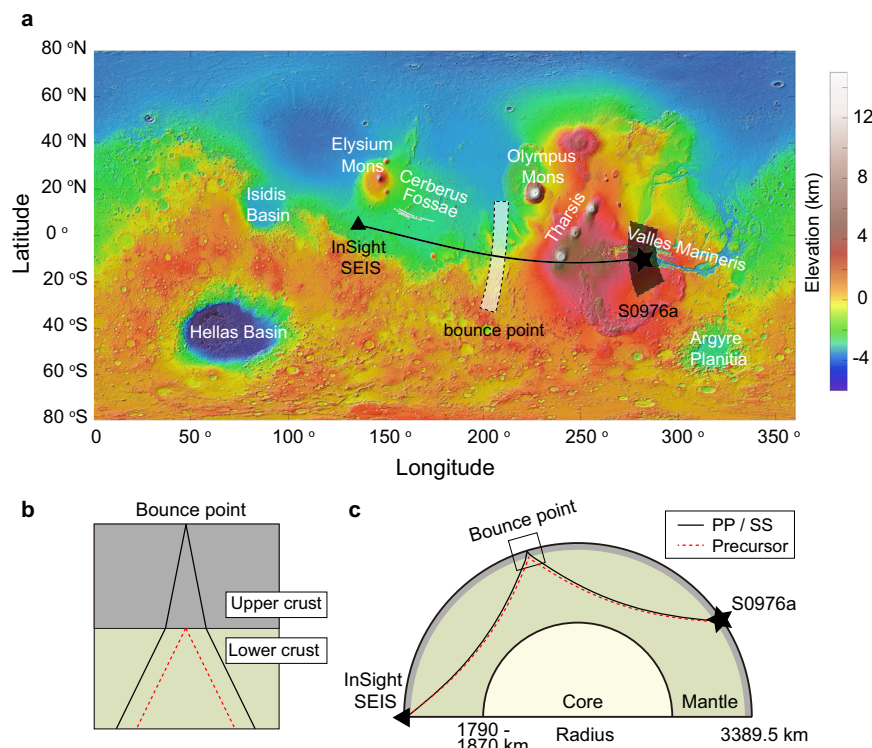 a
80 °N
60 °N
40 °N
20 °N
0 °
20 °S
40 °S
60 °S
80 °S
Latitude
0
50 °
100 °
150 °
200 °
250 °
300 °
350 °
Longitude
Elysium
Mons
Cerberus
Fossae
Isidis
Basin
InSight
SEIS
Hellas Basin
Olympus
Mons
Tharsis
Valles Marineris
S0976a
bounce point
Argyre
Planitia
12
8
4
0
-4
Elevation (km)
b
Bounce point
Upper crust
Lower crust
c
Bounce point
PP / SS
Precursor
S0976a
InSight
SEIS
Core
Mantle
1790 -
1870 km
Radius
3389.5 km